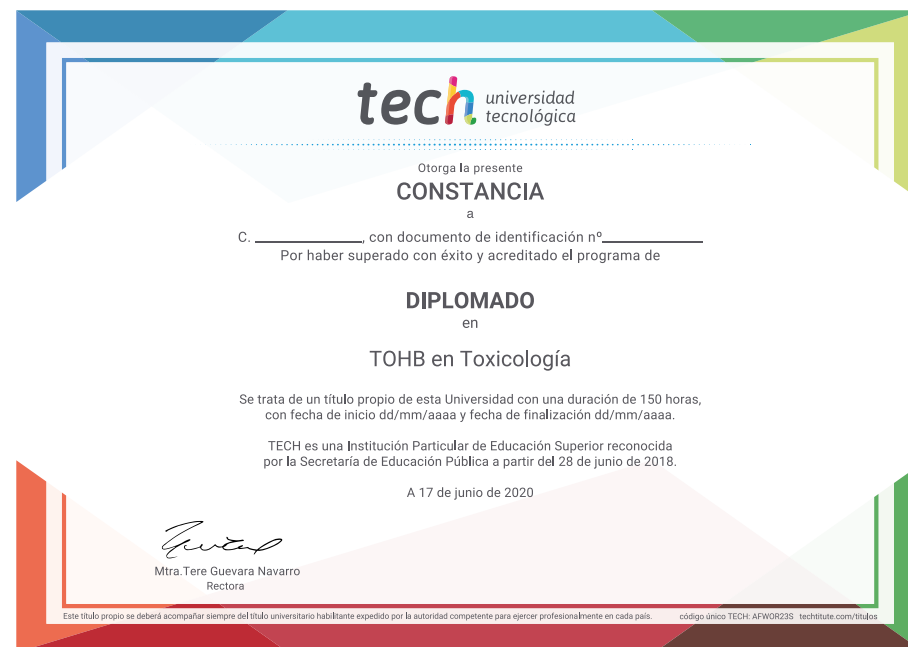 tech universidad
tecnológica
Otorga la presente
CONSTANCIA
a
C. ____________, con documento de identificación nº____________
Por haber superado con éxito y acreditado el programa de
DIPLOMADO
en
TOHB en Toxicología
Se trata de un título propio de esta Universidad con una duración de 150 horas,
con fecha de inicio dd/mm/aaaa y fecha de finalización dd/mm/aaaa.
TECH es una Institución Particular de Educación Superior reconocida
por la Secretaría de Educación Pública a partir del 28 de junio de 2018.
A 17 de junio de 2020
Mtra.Tere Guevara Navarro
Rectora
Este título propio se deberá acompañar siempre del título universitario habilitante expedido por la autoridad competente para ejercer profesionalmente en cada país. código único TECH: AFWOR23S techtitute.com/titulos